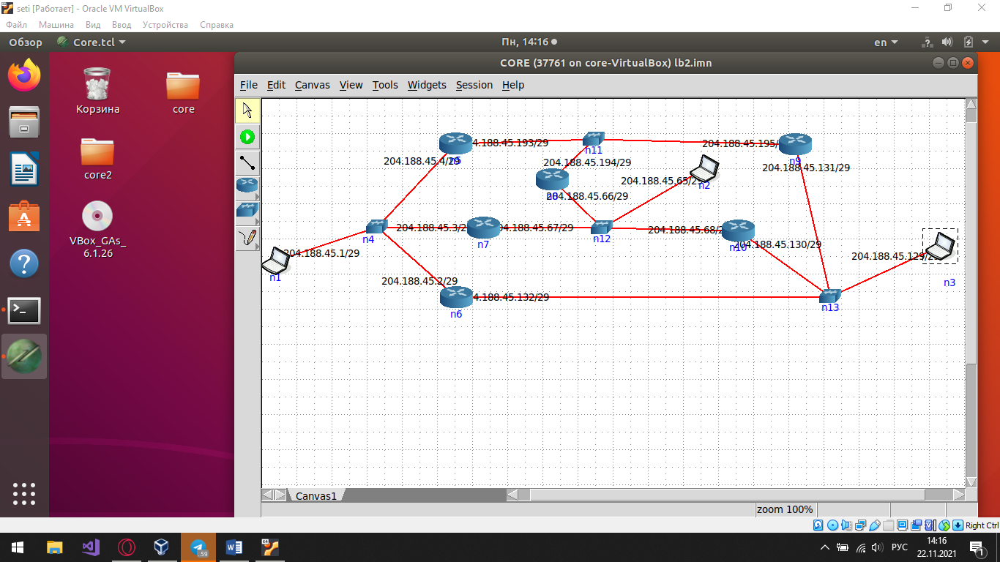 seti [Работает] - Oracle VM VirtualBox
Файл Машина Вид Ввод Устройства Справка
Обзор Core.tcl Пн, 14:16 en
CORE (37761 on core-VirtualBox) lb2.imn
File Edit Canvas View Tools Widgets Session Help
Корзина core
core2
VBox_GAs_
6.1.26
4.188.45.193/29
204.188.45.195/
n11
204.188.45.4/29
n5
204.188.45.194/29
n9
204.188.45.131/29
204.188.45.65/2
n2
n8
204.188.45.66/29
204.188.45.3/2
4.188.45.67/29
204.188.45.68/2
n4
n7
n12
n10
204.188.45.130/29
204.188.45.1/29
204.188.45.129/2
n1
204.188.45.2/29
n3
4.188.45.132/29
n6
n13
Canvas1
zoom 100%
Right Ctrl
59
РУС
14:16
22.11.2021
1